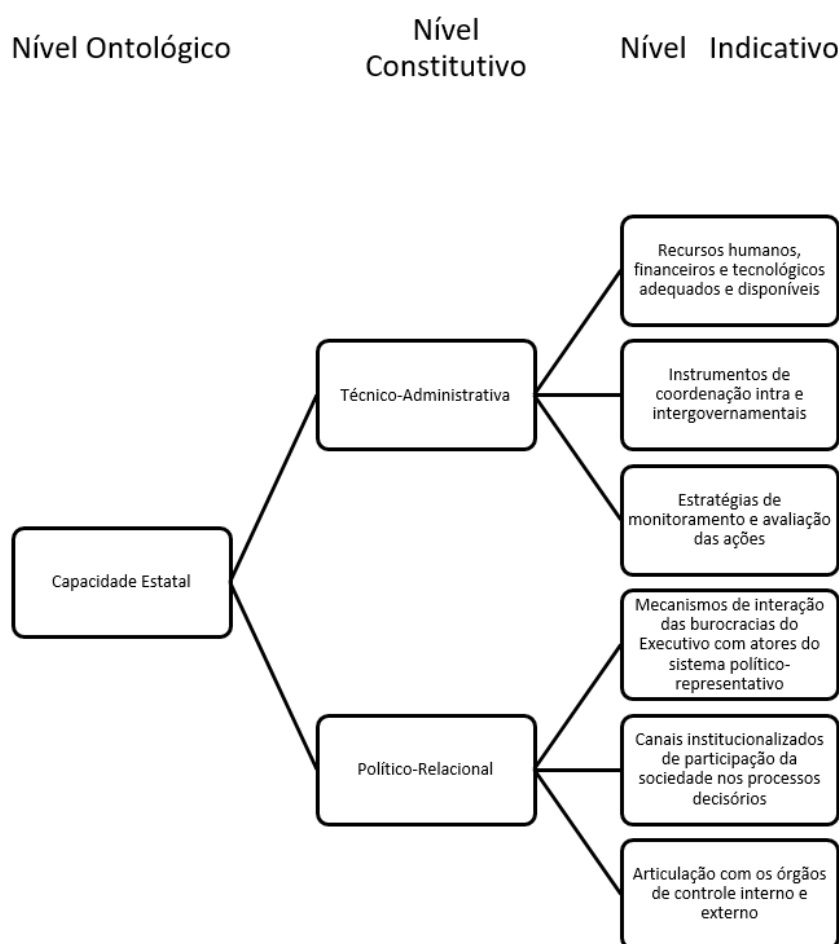 Nível Ontológico
Nível
Constitutivo
Nível Indicativo
Recursos humanos,
financeiros e tecnológicos
adequados e disponíveis
Técnico-Administrativa
Instrumentos de
coordenação intra e
intergovernamentais
Estratégias de
monitoramento e avaliação
das ações
Capacidade Estatal
Mecanismos de interação
das burocracias do
Executivo com atores do
sistema político-
representativo
Político-Relacional
Canais institucionalizados
de participação da
sociedade nos processos
decisórios
Articulação com os órgãos
de controle interno e
externo